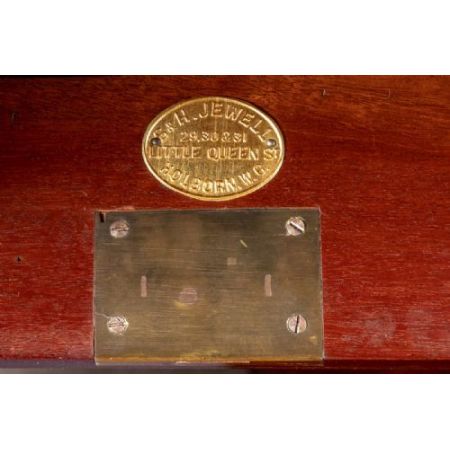 S & H. JEWELL
29, 30 & 31
LITTLE QUEEN St
HOLBORN. W.C.